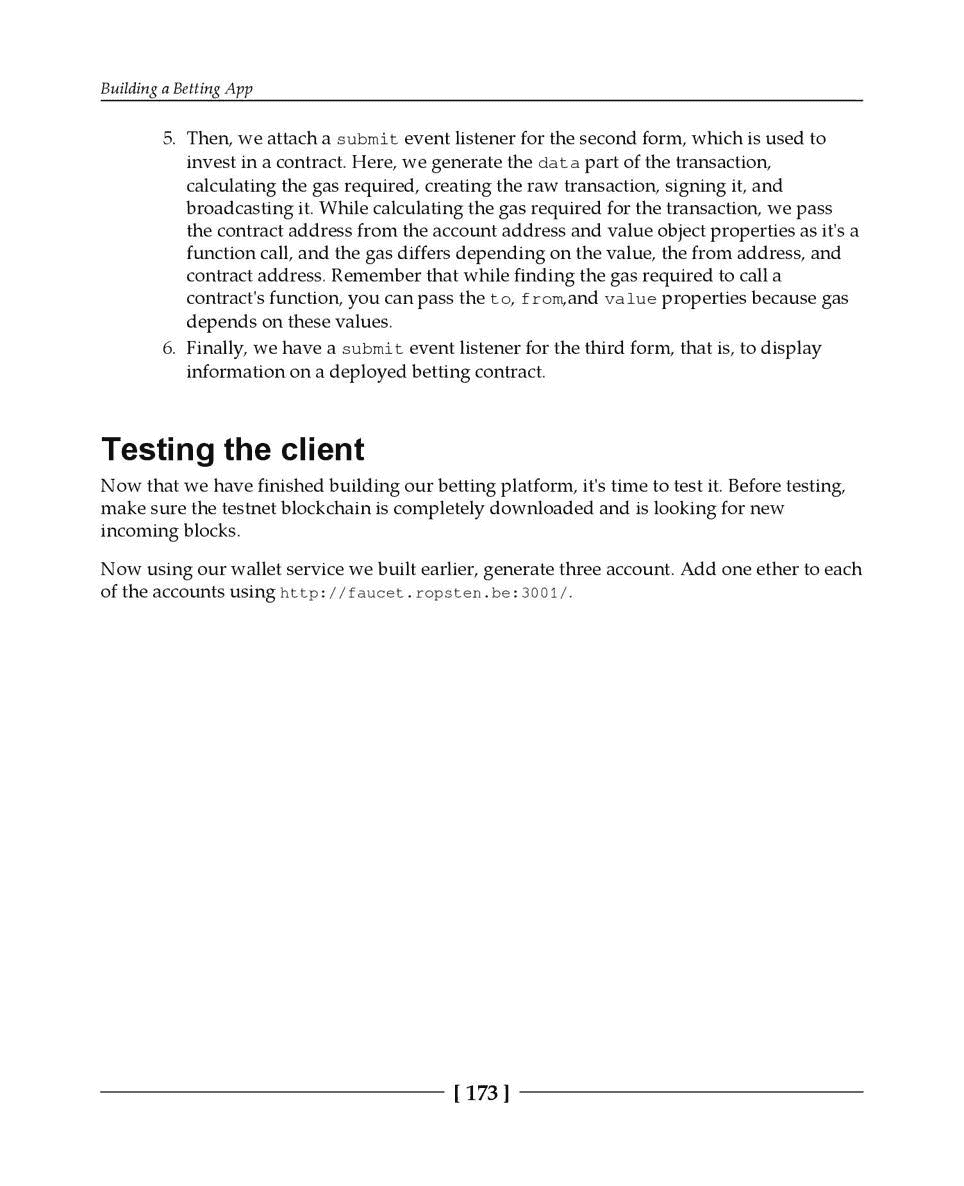 Building a Betting App
5. Then, we attach a submit event listener for the second form, which is used to
invest in a contract. Here, we generate the data part of the transaction,
calculating the gas required, creating the raw transaction, signing it, and
broadcasting it. While calculating the gas required for the transaction, we pass
the contract address from the account address and value object properties as it's a
function call, and the gas differs depending on the value, the from address, and
contract address. Remember that while finding the gas required to call a
contract's function, you can pass the to, from,and value properties because gas
depends on these values.
6. Finally, we have a submit event listener for the third form, that is, to display
information on a deployed betting contract.
Testing the client
Now that we have finished building our betting platform, it's time to test it. Before testing,
make sure the testnet blockchain is completely downloaded and is looking for new
incoming blocks.
Now using our wallet service we built earlier, generate three account. Add one ether to each
of the accounts using http://faucet.ropsten.be:3001/.
[ 173 ]